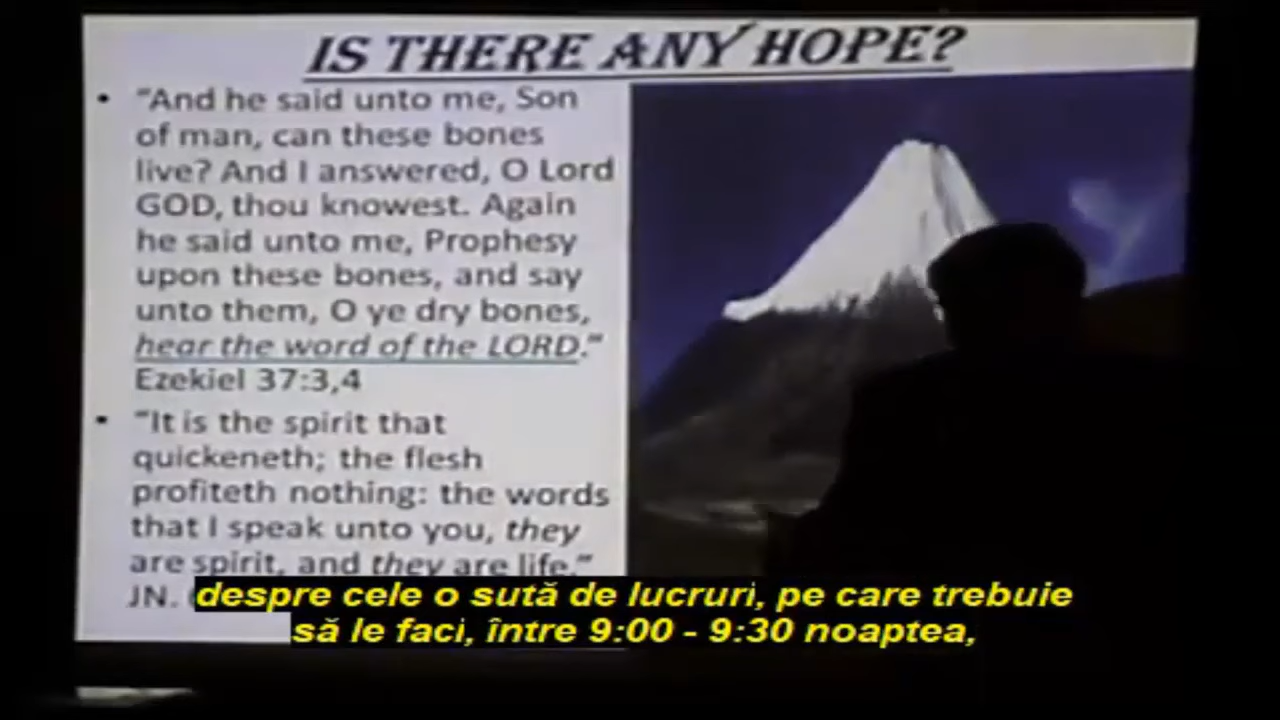 IS THERE ANY HOPE?
• "And he said unto me, Son
of man, can these bones
live? And I answered, O Lord
GOD, thou knowest. Again
he said unto me, Prophesy
upon these bones, and say
unto them, O ye dry bones,
hear the word of the LORD."
Ezekiel 37:3,4
• "It is the spirit that
quickeneth; the flesh
profiteth nothing: the words
that I speak unto you, they
are spirit, and they are life."
JN.
despre cele o sută de lucruri, pe care trebuie
să le faci, între 9:00 - 9:30 noaptea,